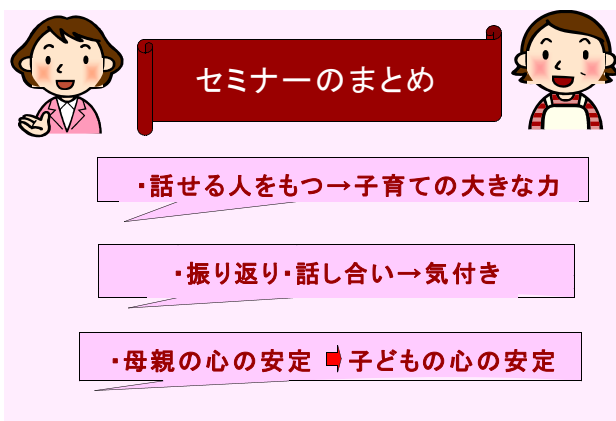 セミナーのまとめ
・話せる人をもつ→子育ての大きな力
・振り返り・話し合い→気付き
・母親の心の安定 ➡ 子どもの心の安定